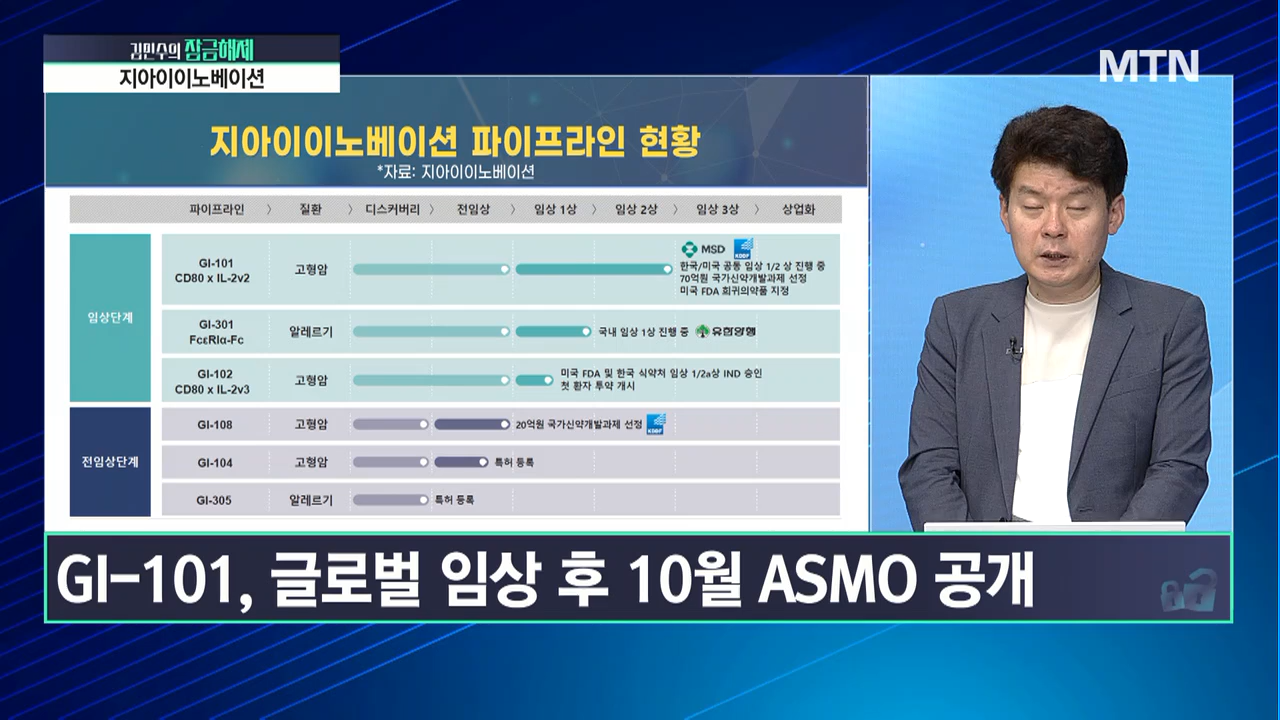 김민수의 잠금해제
지아이이노베이션
MTN
지아이이노베이션 파이프라인 현황
*자료: 지아이이노베이션
파이프라인 〉 질환 〉 디스커버리 〉 전임상 〉 임상 1상 〉 임상 2상 〉 임상 3상 〉 상업화
임상단계
GI-101
CD80 x IL-2v2
고형암
MSD KDDF
한국/미국 공동 임상 1/2 상 진행 중
70억원 국가신약개발과제 선정
미국 FDA 희귀의약품 지정
GI-301
FcεRIα-Fc
알레르기
국내 임상 1상 진행 중 유한양행
GI-102
CD80 x IL-2v3
고형암
미국 FDA 및 한국 식약처 임상 1/2a상 IND 승인
첫 환자 투약 개시
전임상단계
GI-108 고형암 20억원 국가신약개발과제 선정 KDDF
GI-104 고형암 특허 등록
GI-305 알레르기 특허 등록
GI-101, 글로벌 임상 후 10월 ASMO 공개